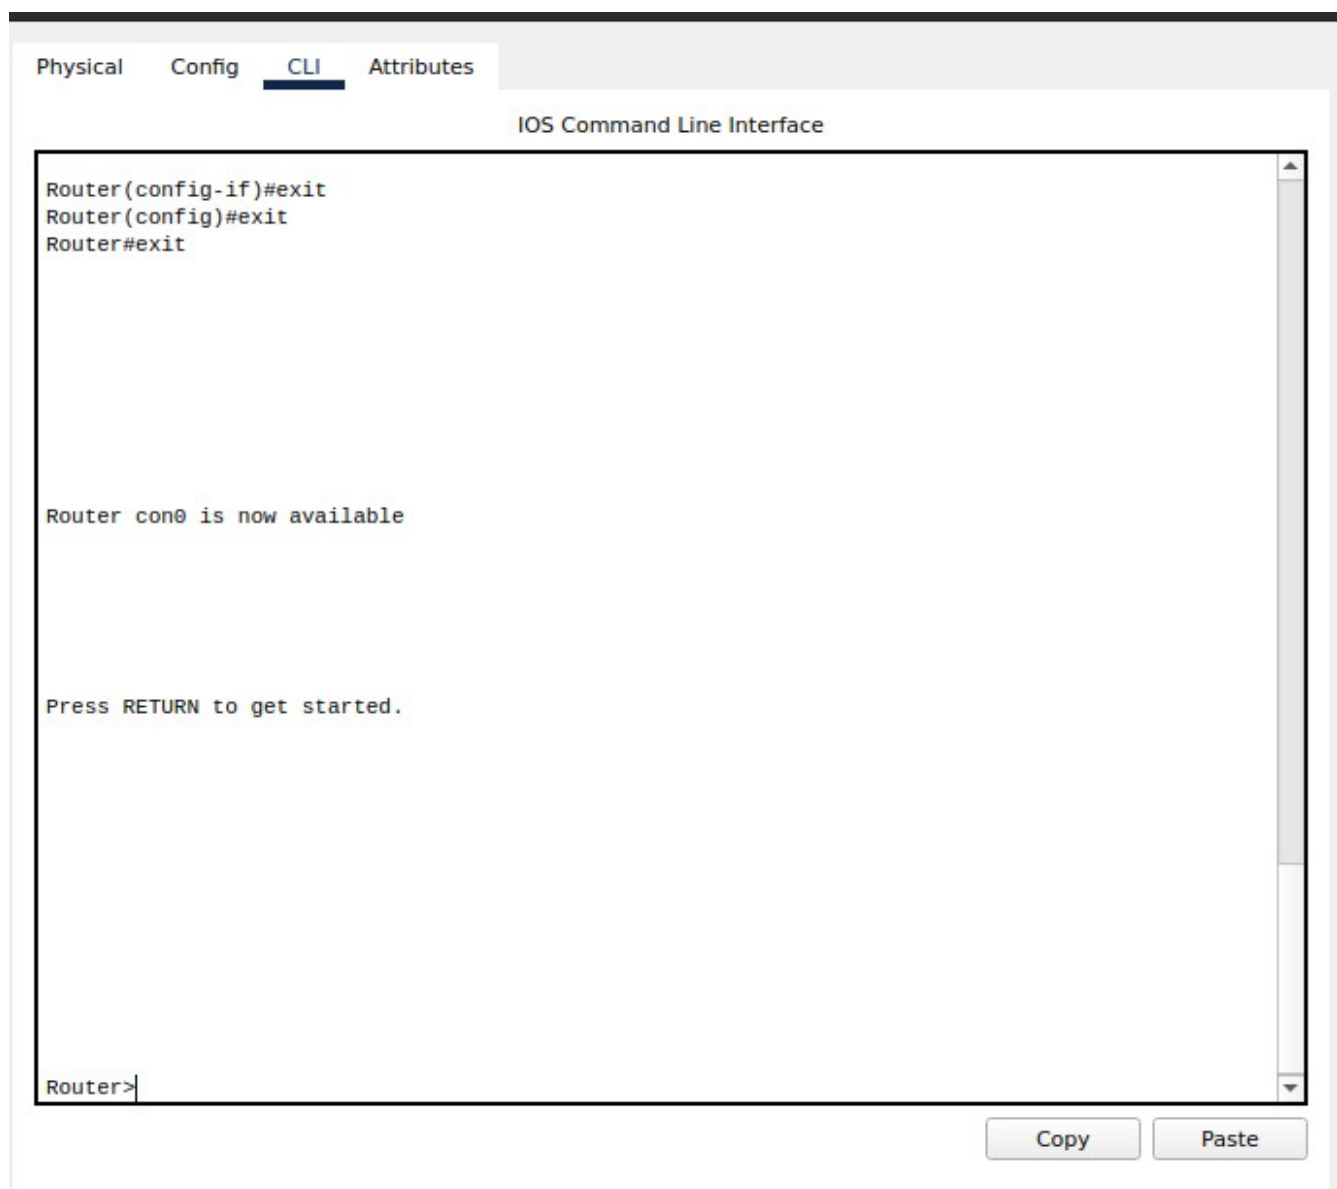 Physical Config CLI Attributes
IOS Command Line Interface
Router(config-if)#exit
Router(config)#exit
Router#exit
Router con0 is now available
Press RETURN to get started.
Router>
Copy Paste